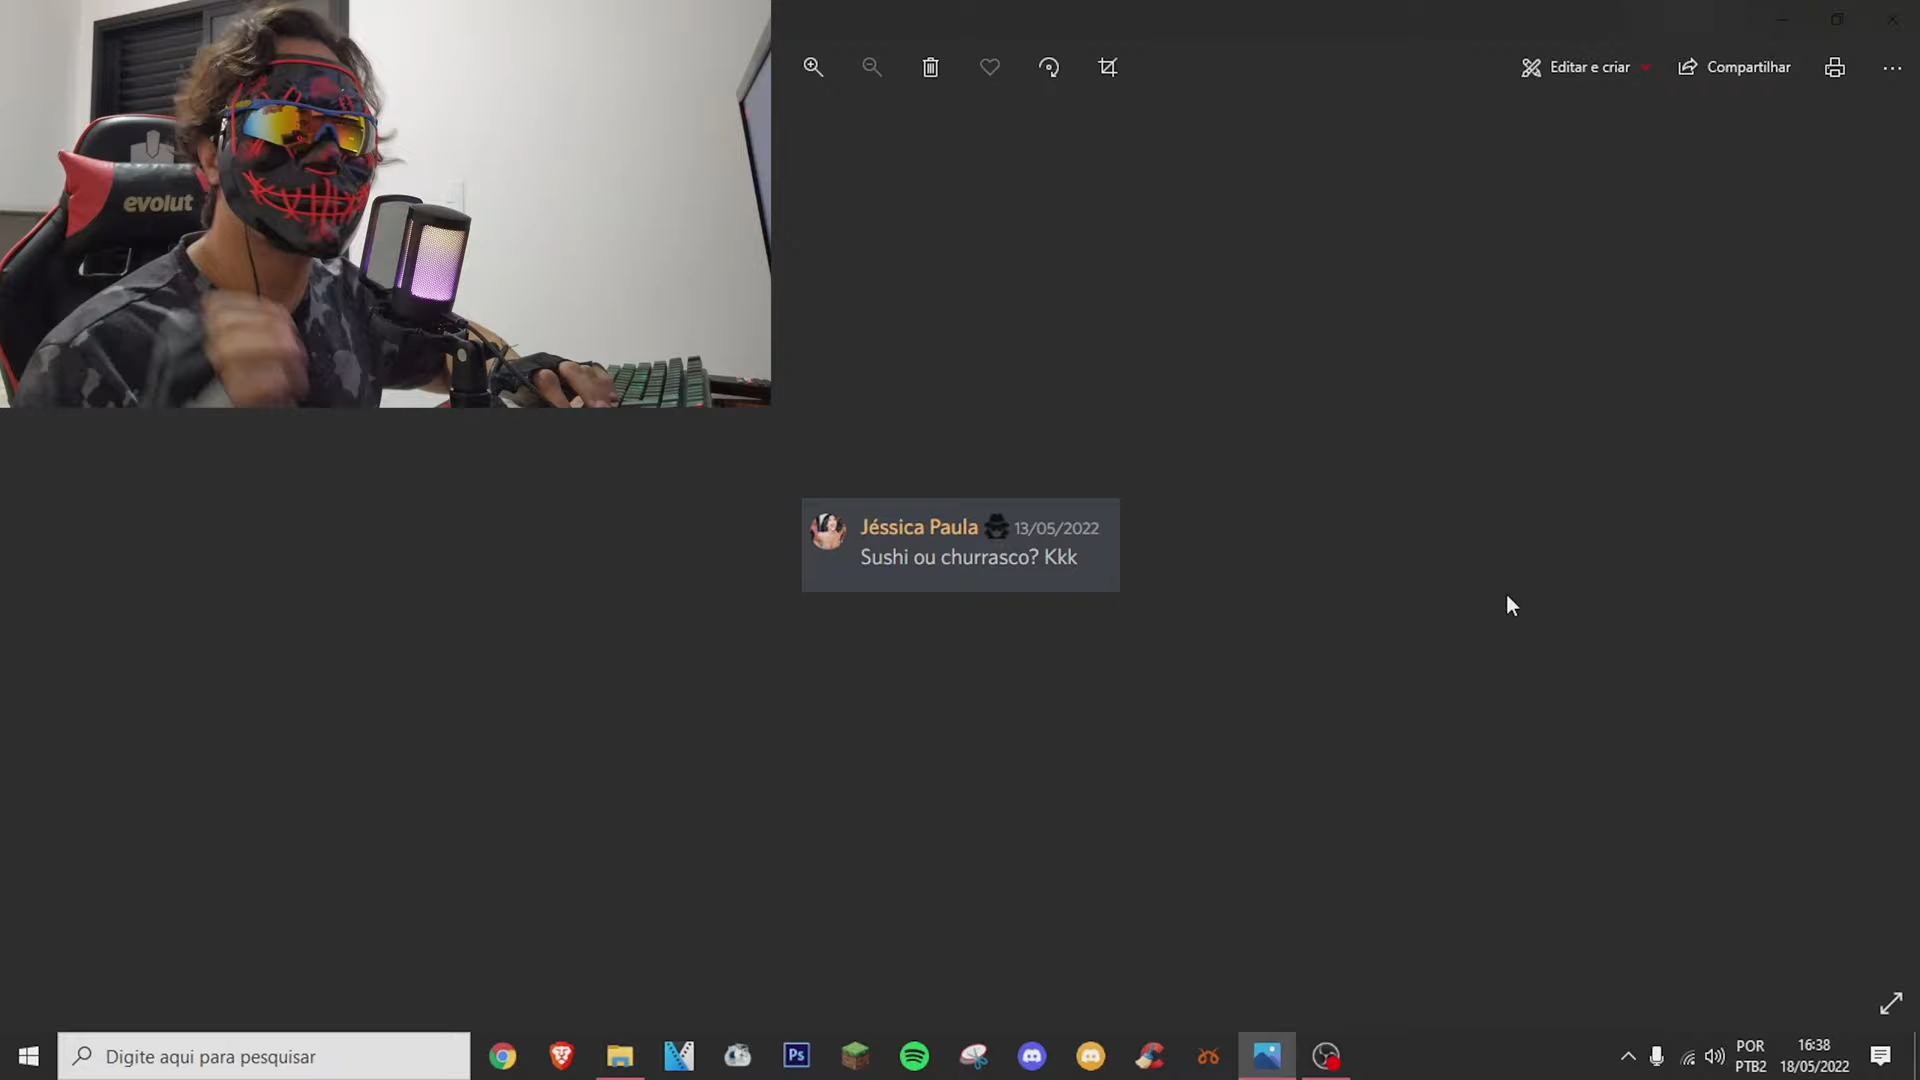 evolut
Editar e criar
Compartilhar
Jéssica Paula 13/05/2022
Sushi ou churrasco? Kkk
Digite aqui para pesquisar
Ps
POR
PTB2
16:38
18/05/2022